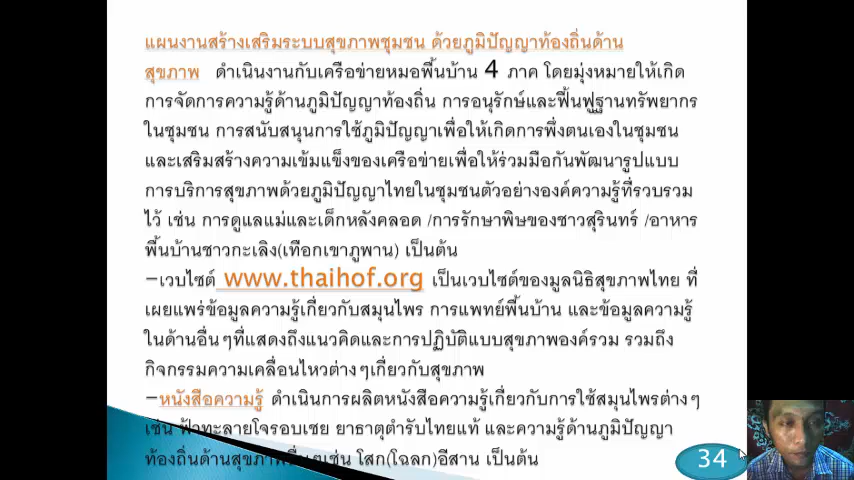 แผนงานสร้างเสริมระบบสุขภาพชุมชน ด้วยภูมิปัญญาท้องถิ่นด้าน
สุขภาพ ดำเนินงานกับเครือข่ายหมอพื้นบ้าน 4 ภาค โดยมุ่งหมายให้เกิด
การจัดการความรู้ด้านภูมิปัญญาท้องถิ่น การอนุรักษ์และฟื้นฟูฐานทรัพยากร
ในชุมชน การสนับสนุนการใช้ภูมิปัญญาเพื่อให้เกิดการพึ่งตนเองในชุมชน
และเสริมสร้างความเข้มแข็งของเครือข่ายเพื่อให้ร่วมมือกันพัฒนารูปแบบ
การบริการสุขภาพด้วยภูมิปัญญาไทยในชุมชนตัวอย่างองค์ความรู้ที่รวบรวม
ไว้ เช่น การดูแลแม่และเด็กหลังคลอด /การรักษาพิษของชาวสุรินทร์ /อาหาร
พื้นบ้านชาวกะเลิง(เทือกเขาภูพาน) เป็นต้น
-เวบไซต์ www.thaihof.org เป็นเวบไซต์ของมูลนิธิสุขภาพไทย ที่
เผยแพร่ข้อมูลความรู้เกี่ยวกับสมุนไพร การแพทย์พื้นบ้าน และข้อมูลความรู้
ในด้านอื่นๆที่แสดงถึงแนวคิดและการปฏิบัติแบบสุขภาพองค์รวม รวมถึง
กิจกรรมความเคลื่อนไหวต่างๆเกี่ยวกับสุขภาพ
-หนังสือความรู้ ดำเนินการผลิตหนังสือความรู้เกี่ยวกับการใช้สมุนไพรต่างๆ
เช่น ฟ้าทะลายโจรอบเชย ยาธาตุตำรับไทยแท้ และความรู้ด้านภูมิปัญญา
ท้องถิ่นด้านสุขภาพอื่นๆเช่น โสก(โฉลก)อีสาน เป็นต้น
34